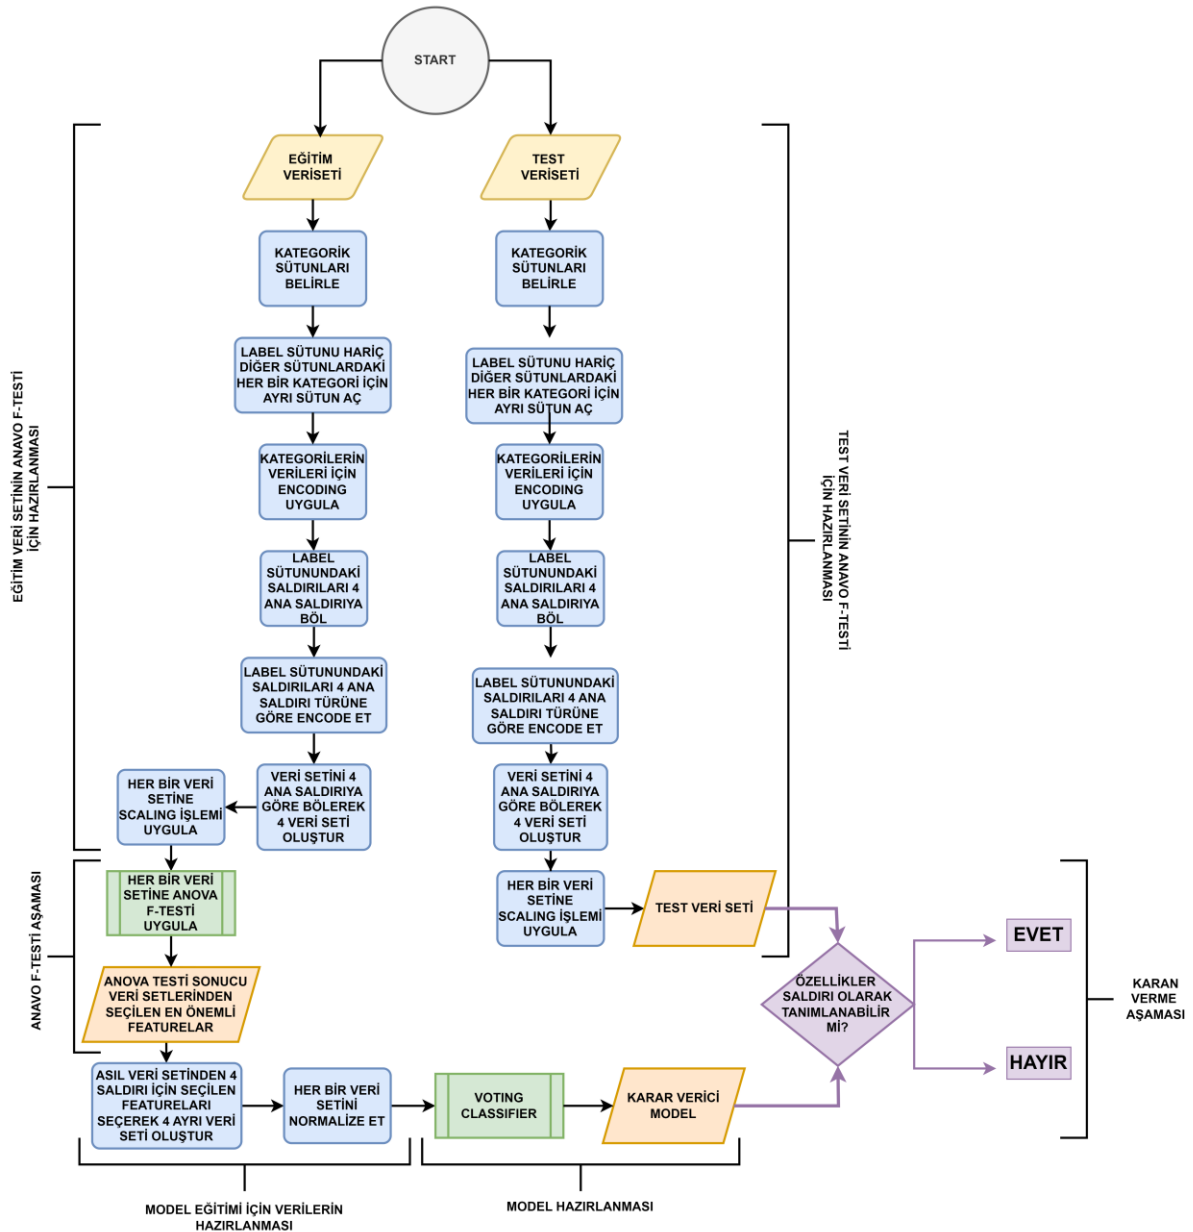 START
EĞİTİM
VERİSETİ
TEST
VERİSETİ
KATEGORİK
SÜTUNLARI
BELİRLE
KATEGORİK
SÜTUNLARI
BELİRLE
LABEL SÜTUNU HARİÇ
DİĞER SÜTUNLARDAKİ
HER BİR KATEGORİ İÇİN
AYRI SÜTUN AÇ
LABEL SÜTUNU HARİÇ
DİĞER SÜTUNLARDAKİ
HER BİR KATEGORİ İÇİN
AYRI SÜTUN AÇ
KATEGORİLERİN
VERİLERİ İÇİN
ENCODING
UYGULA
KATEGORİLERİN
VERİLERİ İÇİN
ENCODING
UYGULA
EĞİTİM VERİ SETİNİN ANAVO F-TESTİ
İÇİN HAZIRLANMASI
TEST VERİ SETİNİN ANAVO F-TESTİ
İÇİN HAZIRLANMASI
LABEL
SÜTUNUNDAKİ
SALDIRILARI 4
ANA SALDIRIYA
BÖL
LABEL
SÜTUNUNDAKİ
SALDIRILARI 4
ANA SALDIRIYA
BÖL
LABEL SÜTUNUNDAKİ
SALDIRILARI 4 ANA
SALDIRI TÜRÜNE
GÖRE ENCODE ET
LABEL SÜTUNUNDAKİ
SALDIRILARI 4 ANA
SALDIRI TÜRÜNE
GÖRE ENCODE ET
HER BİR VERİ
SETİNE
SCALING İŞLEMİ
UYGULA
VERİ SETİNİ 4
ANA SALDIRIYA
GÖRE BÖLEREK
4 VERİ SETİ
OLUŞTUR
VERİ SETİNİ 4
ANA SALDIRIYA
GÖRE BÖLEREK
4 VERİ SETİ
OLUŞTUR
ANAVO F-TESTİ AŞAMASI
HER BİR VERİ
SETİNE ANOVA
F-TESTİ
UYGULA
HER BİR VERİ
SETİNE
SCALING İŞLEMİ
UYGULA
TEST VERİ SETİ
EVET
ANOVA TESTİ SONUCU
VERİ SETLERİNDEN
SEÇİLEN EN ÖNEMLİ
FEATURELAR
ÖZELLİKLER
SALDIRI OLARAK
TANIMLANABİLİR
Mİ?
KARAN
VERME
AŞAMASI
HAYIR
ASIL VERİ SETİNDEN 4
SALDIRI İÇİN SEÇİLEN
FEATURELARI
SEÇEREK 4 AYRI VERİ
SETİ OLUŞTUR
HER BİR VERİ
SETİNİ
NORMALİZE ET
VOTING
CLASSIFIER
KARAR VERİCİ
MODEL
MODEL EĞİTİMİ İÇİN VERİLERİN
HAZIRLANMASI
MODEL HAZIRLANMASI